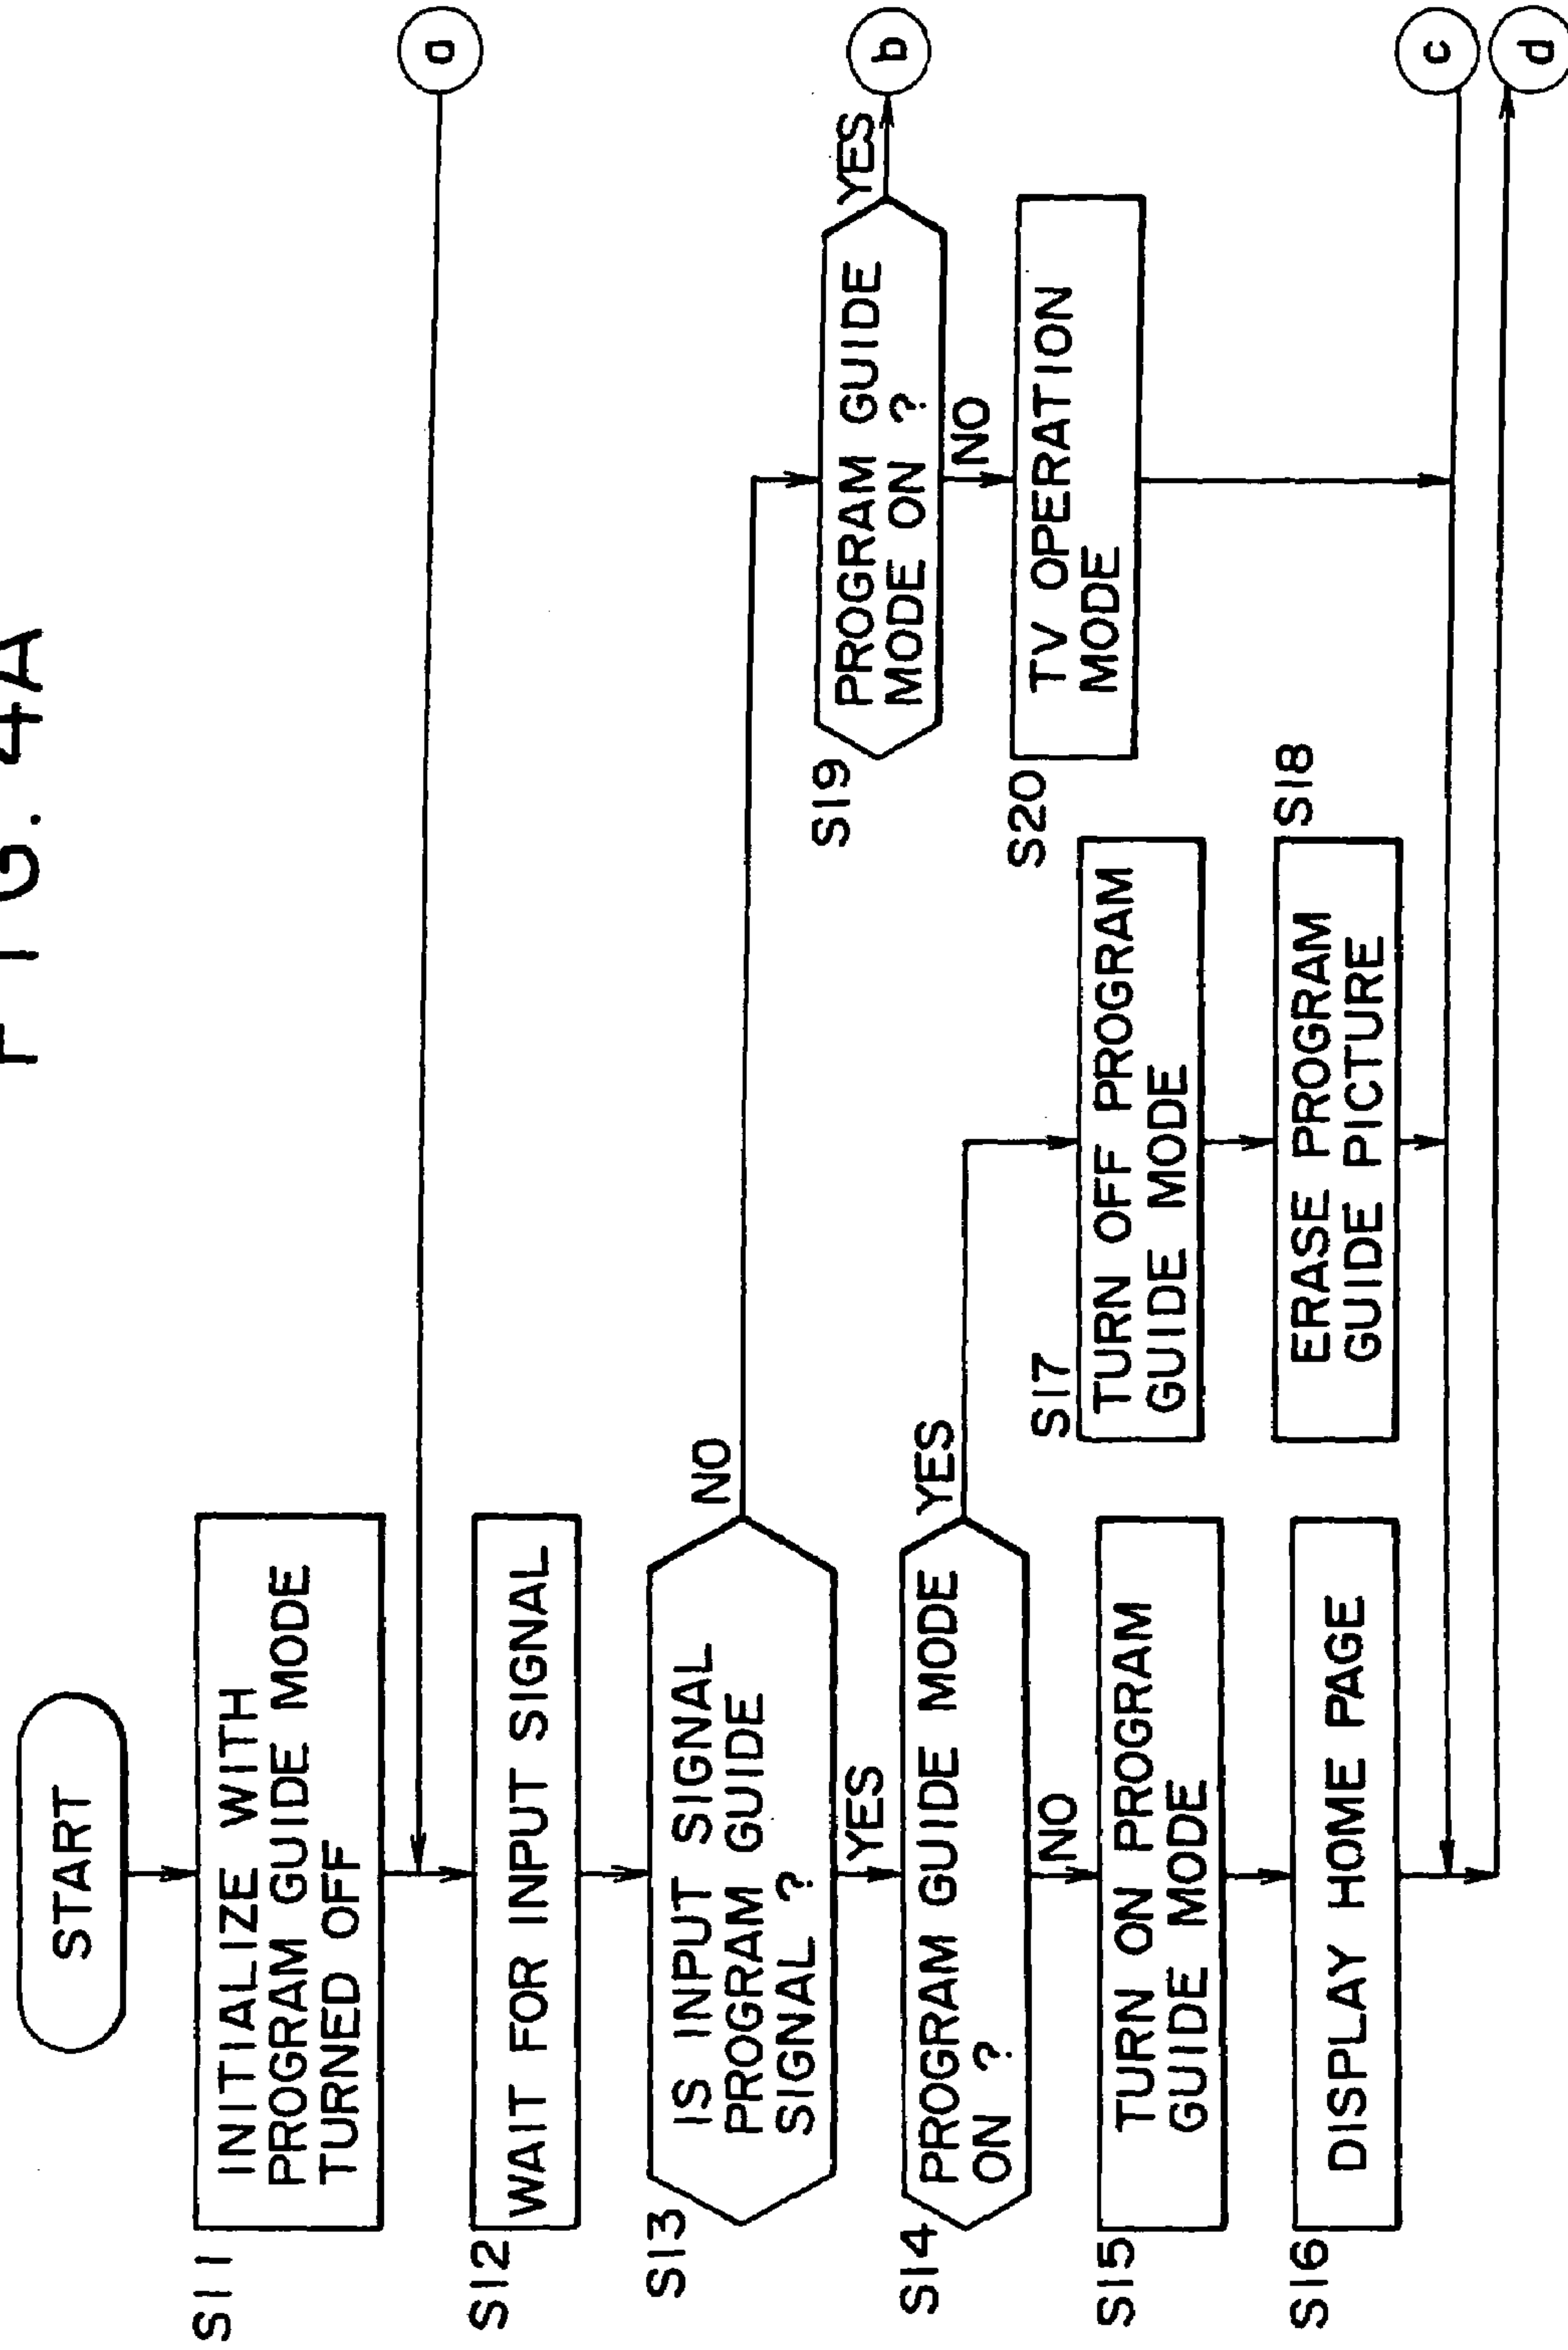 FIG. 4A
START
S11
INITIALIZE WITH
PROGRAM GUIDE MODE
TURNED OFF
a
S12
WAIT FOR INPUT SIGNAL
S13
IS INPUT SIGNAL
PROGRAM GUIDE
SIGNAL ?
NO
YES
S14
PROGRAM GUIDE MODE
ON ?
YES
NO
S15
TURN ON PROGRAM
GUIDE MODE
S16
DISPLAY HOME PAGE
S17
TURN OFF PROGRAM
GUIDE MODE
S18
ERASE PROGRAM
GUIDE PICTURE
S19
PROGRAM GUIDE
MODE ON ?
YES
b
NO
S20
TV OPERATION
MODE
c
d